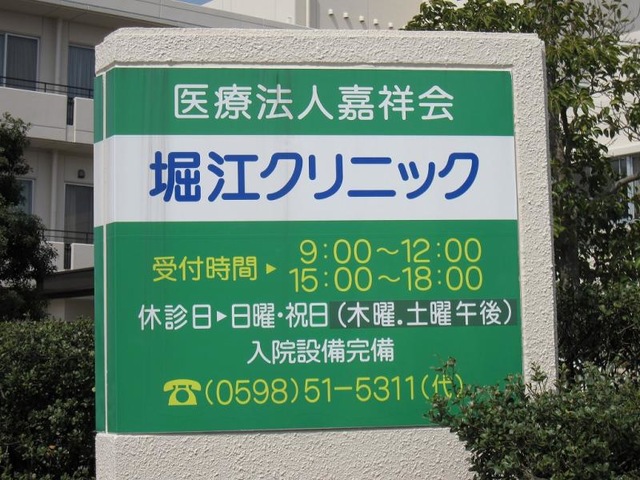 医療法人嘉祥会
堀江クリニック
受付時間▶ 9:00～12:00
15:00～18:00
休診日▶日曜・祝日(木曜.土曜午後)
入院設備完備
☎(0598)51-5311(代)